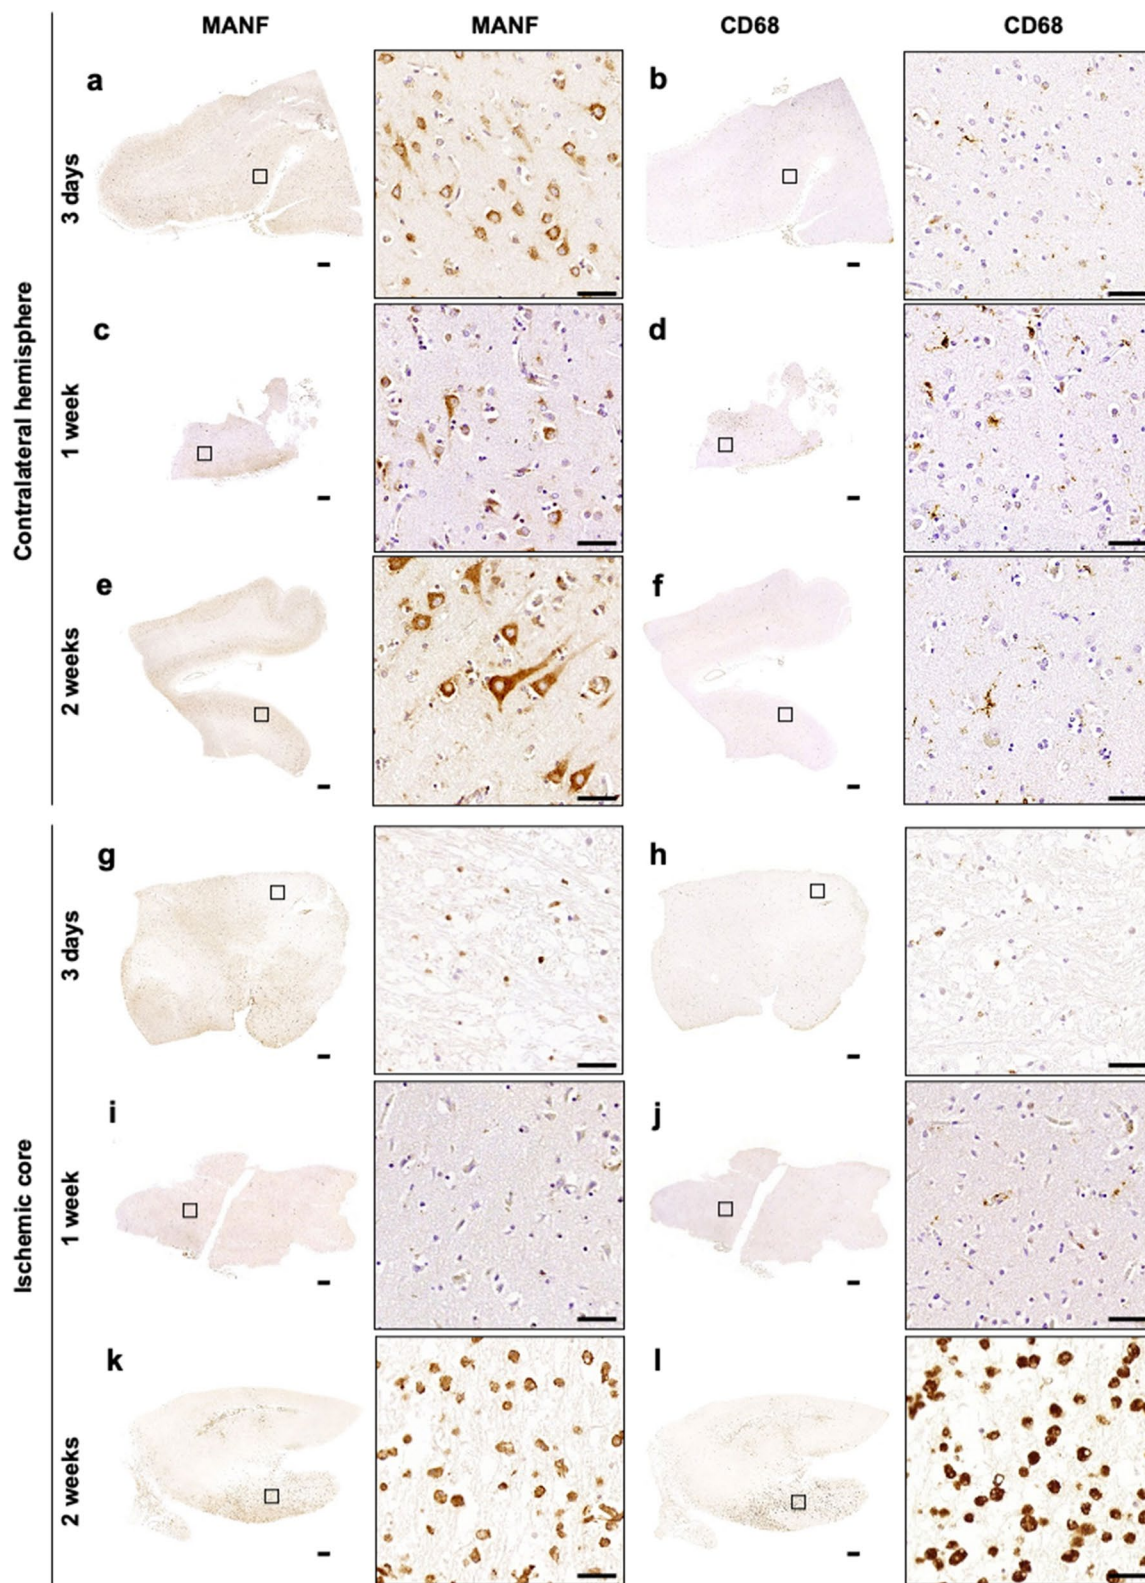 MANF MANF CD68 CD68
Contralateral hemisphere
3 days
a
b
1 week
c
d
2 weeks
e
f
Ischemic core
3 days
g
h
1 week
i
j
2 weeks
k
l